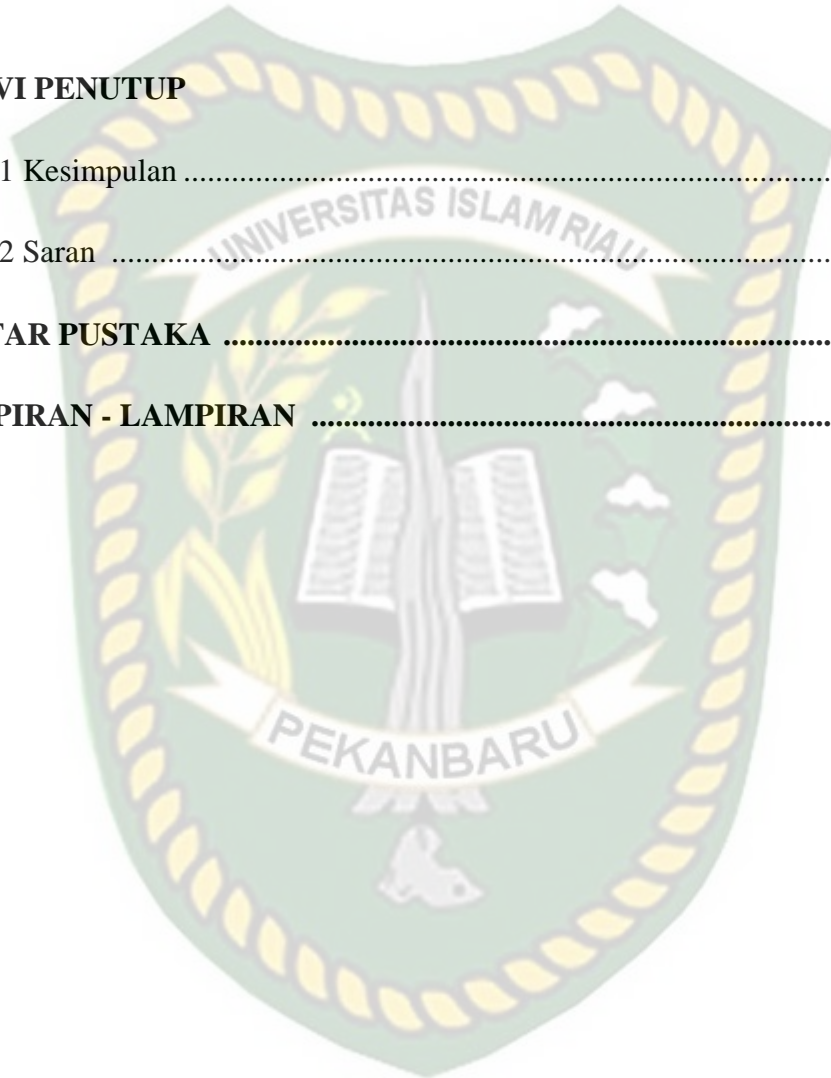 VI PENUTUP
1 Kesimpulan ....................................................................................
2 Saran ............................................................................................
TAR PUSTAKA .............................................................................
PIRAN - LAMPIRAN ..................................................................
UNIVERSITAS ISLAM RIAU
PEKANBARU